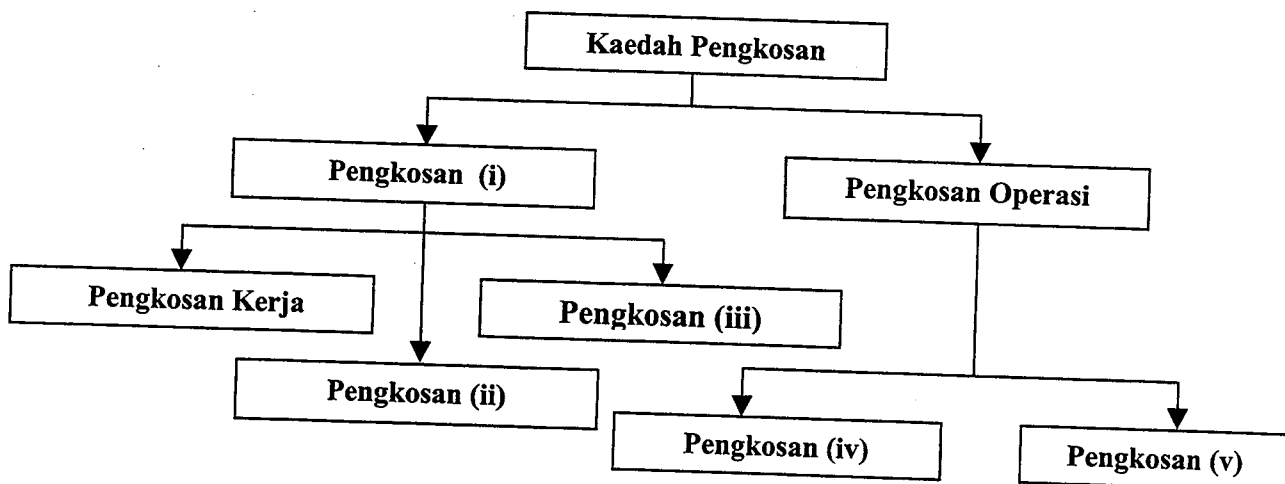 Kaedah Pengkosan
Pengkosan (i)
Pengkosan Operasi
Pengkosan Kerja
Pengkosan (iii)
Pengkosan (ii)
Pengkosan (iv)
Pengkosan (v)